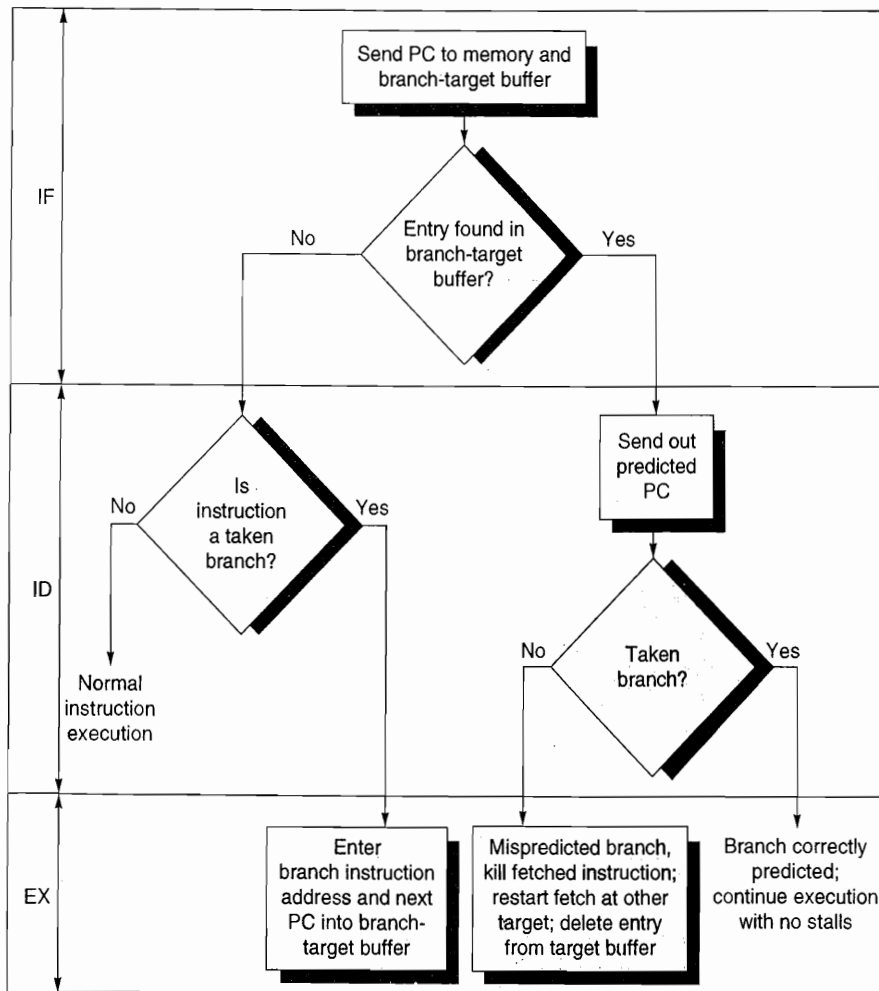 Send PC to memory and
branch-target buffer
IF
No
Entry found in
branch-target
buffer?
Yes
Send out
predicted
PC
No
Is
instruction
a taken
branch?
Yes
ID
No
Taken
branch?
Yes
Normal
instruction
execution
EX
Enter
branch instruction
address and next
PC into branch-
target buffer
Mispredicted branch,
kill fetched instruction;
restart fetch at other
target; delete entry
from target buffer
Branch correctly
predicted;
continue execution
with no stalls